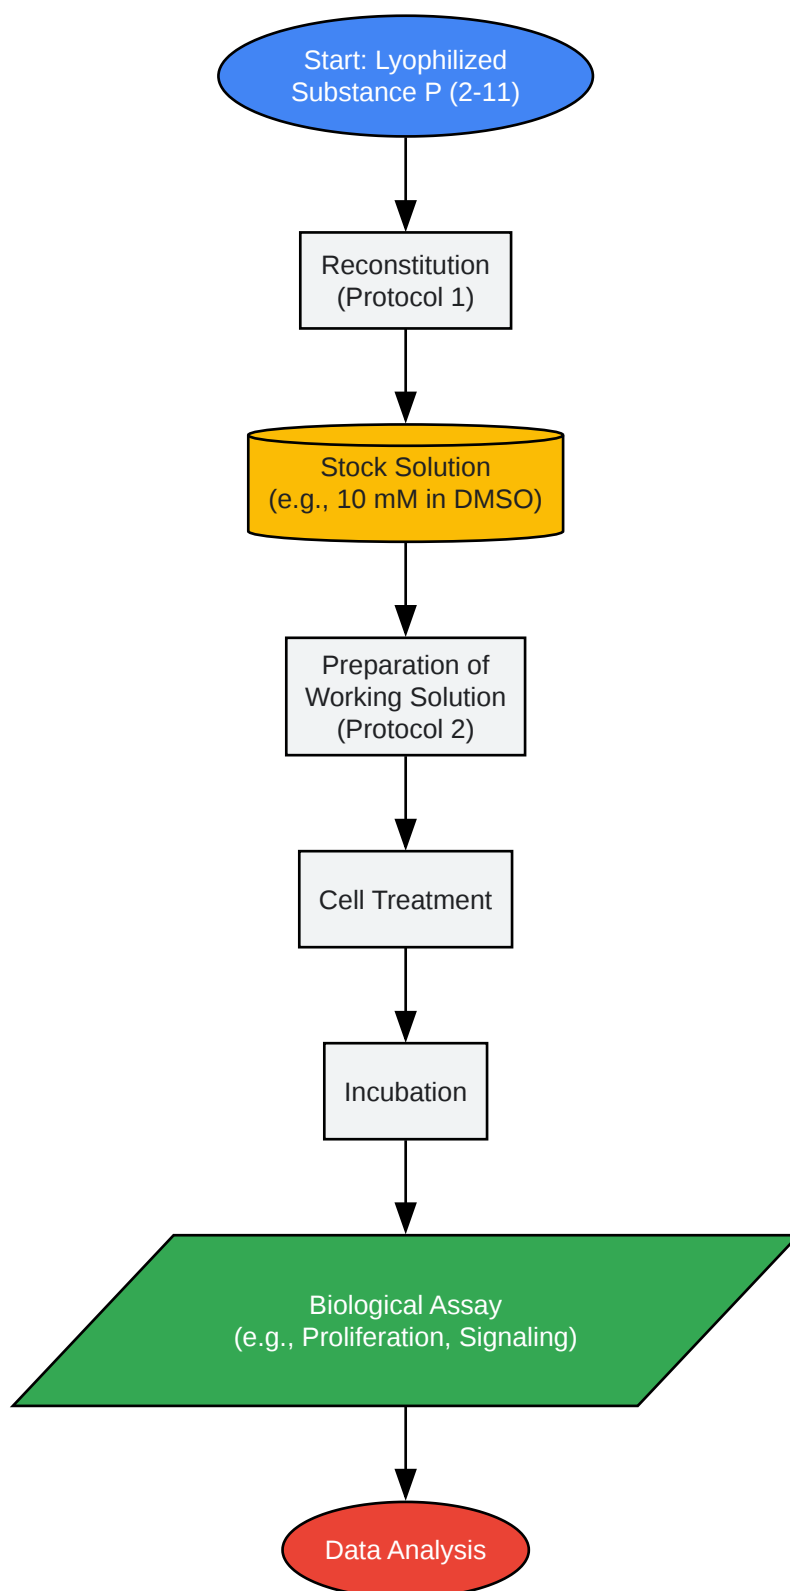 Start: Lyophilized
Substance P (2-11)
Reconstitution
(Protocol 1)
Stock Solution
(e.g., 10 mM in DMSO)
Preparation of
Working Solution
(Protocol 2)
Cell Treatment
Incubation
Biological Assay
(e.g., Proliferation, Signaling)
Data Analysis